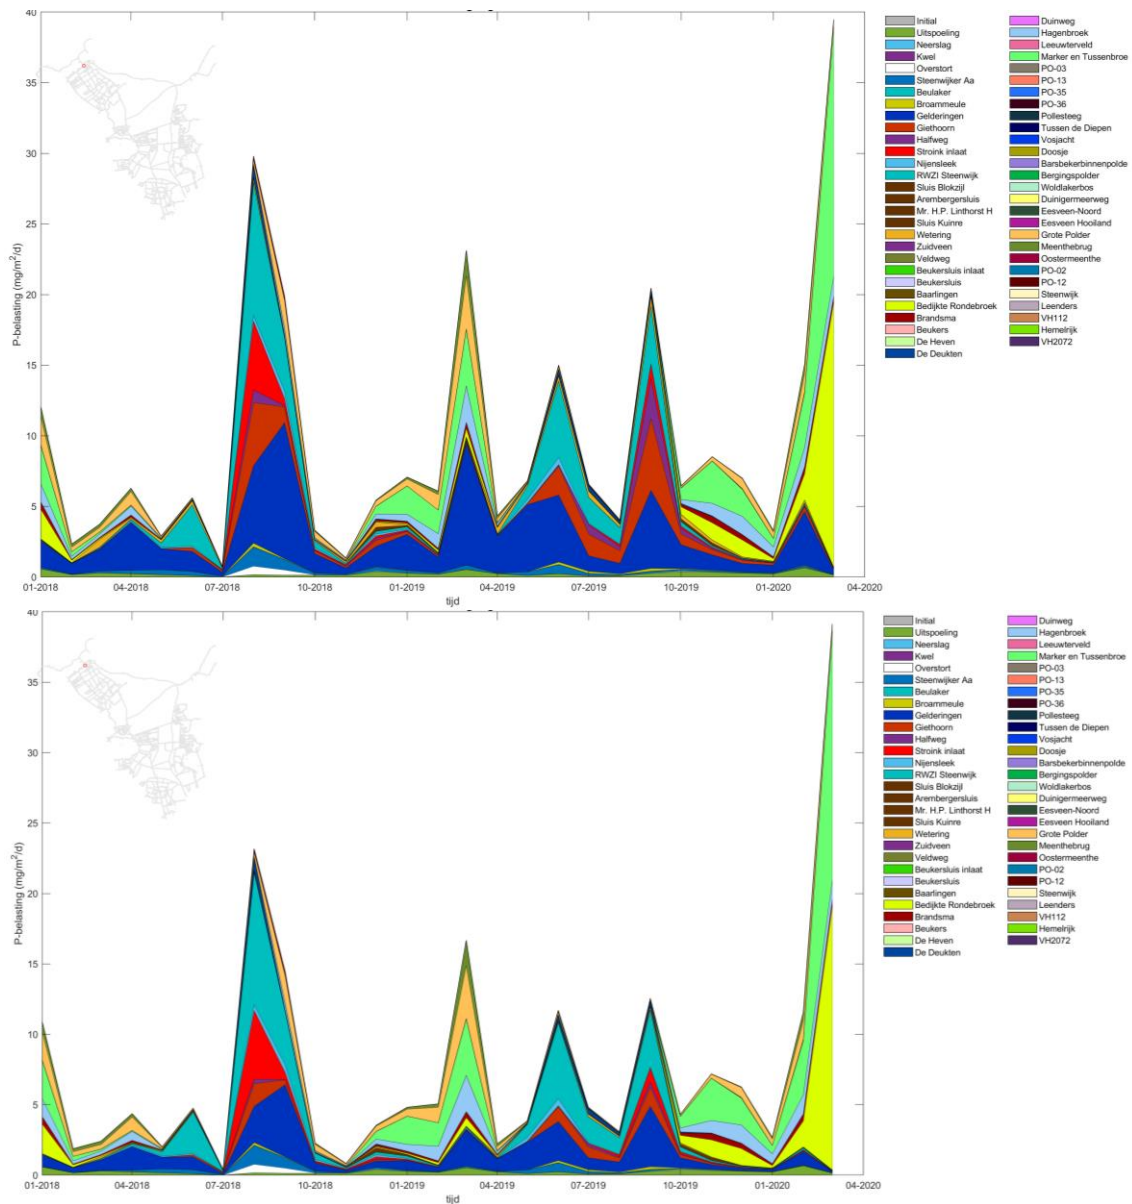 40
35
30
25
20
15
10
5
0
P-belasting (mg/m²/d)
01-2018 04-2018 07-2018 10-2018 01-2019 04-2019 07-2019 10-2019 01-2020 04-2020
tijd
Initial
Uitspoeling
Neerslag
Kwel
Overstort
Steenwijker Aa
Beulaker
Broammeule
Gelderingen
Giethoorn
Halfweg
Stroink inlaat
Nijensleek
RWZI Steenwijk
Sluis Blokzijl
Arembergersluis
Mr. H.P. Linthorst H
Sluis Kuinre
Wetering
Zuidveen
Veldweg
Beukersluis inlaat
Beukersluis
Baarlingen
Bedijkte Rondebroek
Brandsma
Beukers
De Heven
De Deukten
Duinweg
Hagenbroek
Leeuwterveld
Marker en Tussenbroe
PO-03
PO-13
PO-35
PO-36
Pollesteeg
Tussen de Diepen
Vosjacht
Doosje
Barsbekerbinnenpolde
Bergingspolder
Woldlakerbos
Duinigermeerweg
Eesveen-Noord
Eesveen Hooiland
Grote Polder
Meenthebrug
Oostermeenthe
PO-02
PO-12
Steenwijk
Leenders
VH112
Hemelrijk
VH2072
40
35
30
25
20
15
10
5
0
P-belasting (mg/m²/d)
01-2018 04-2018 07-2018 10-2018 01-2019 04-2019 07-2019 10-2019 01-2020 04-2020
tijd
Initial
Uitspoeling
Neerslag
Kwel
Overstort
Steenwijker Aa
Beulaker
Broammeule
Gelderingen
Giethoorn
Halfweg
Stroink inlaat
Nijensleek
RWZI Steenwijk
Sluis Blokzijl
Arembergersluis
Mr. H.P. Linthorst H
Sluis Kuinre
Wetering
Zuidveen
Veldweg
Beukersluis inlaat
Beukersluis
Baarlingen
Bedijkte Rondebroek
Brandsma
Beukers
De Heven
De Deukten
Duinweg
Hagenbroek
Leeuwterveld
Marker en Tussenbroe
PO-03
PO-13
PO-35
PO-36
Pollesteeg
Tussen de Diepen
Vosjacht
Doosje
Barsbekerbinnenpolde
Bergingspolder
Woldlakerbos
Duinigermeerweg
Eesveen-Noord
Eesveen Hooiland
Grote Polder
Meenthebrug
Oostermeenthe
PO-02
PO-12
Steenwijk
Leenders
VH112
Hemelrijk
VH2072